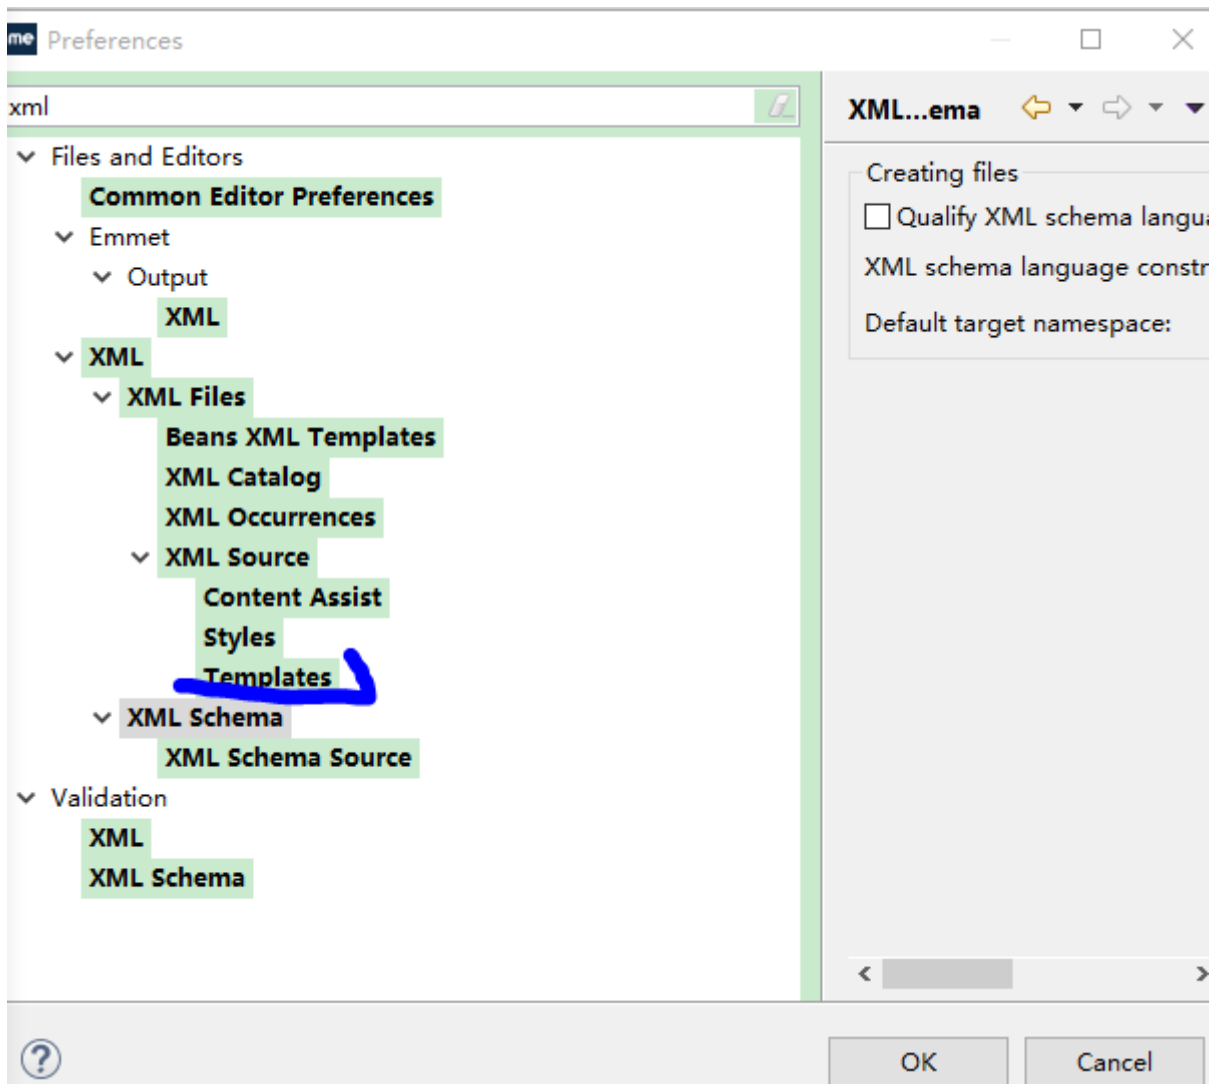 me Preferences
xml
Files and Editors
Common Editor Preferences
Emmet
Output
XML
XML
XML Files
Beans XML Templates
XML Catalog
XML Occurrences
XML Source
Content Assist
Styles
Templates
XML Schema
XML Schema Source
Validation
XML
XML Schema
XML...ema
Creating files
Qualify XML schema langua
XML schema language constr
Default target namespace:
?
OK
Cancel